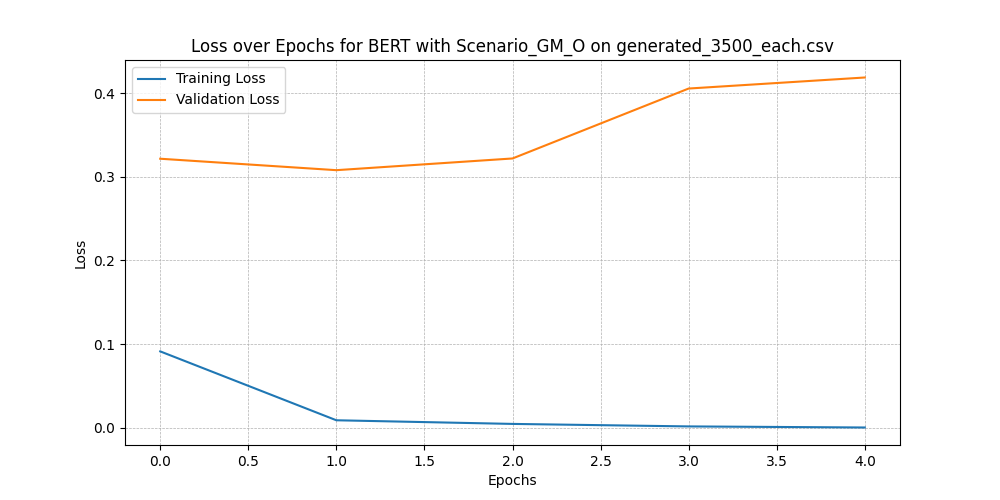 Loss over Epochs for BERT with Scenario_GM_O on generated_3500_each.csv
Training Loss
Validation Loss
0.4
0.3
0.2
0.1
0.0
Loss
0.0 0.5 1.0 1.5 2.0 2.5 3.0 3.5 4.0
Epochs